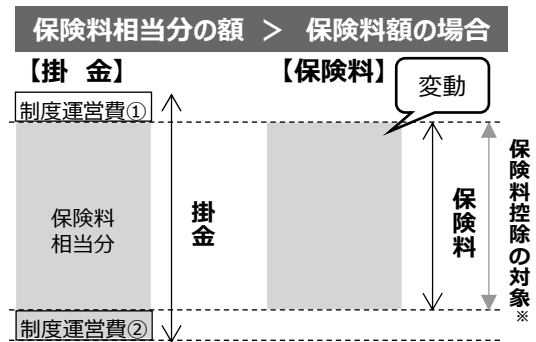 保険料相当分の額 ＞ 保険料額の場合
【掛 金】
【保険料】
変動
制度運営費①
保険料
相当分
掛金
保険料
保険料控除の対象※
制度運営費②